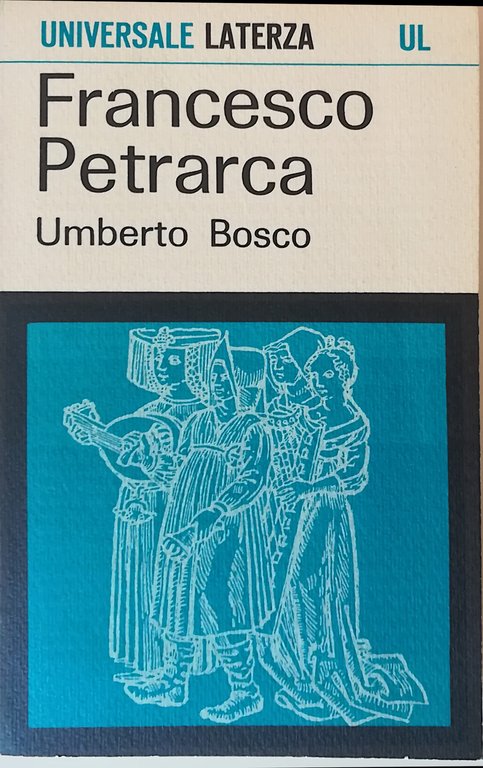 UNIVERSALE LATERZA UL
Francesco
Petrarca
Umberto Bosco